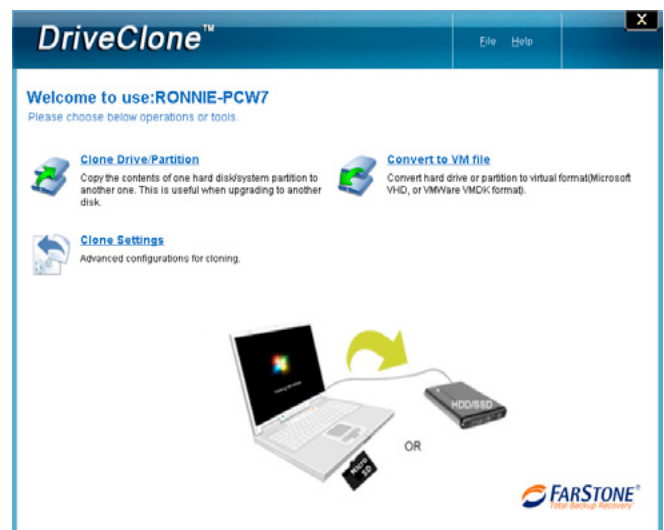 DriveClone™
File Help
X
Welcome to use:RONNIE-PCW7
Please choose below operations or tools.
Clone Drive/Partition
Copy the contents of one hard disk/system partition to
another one. This is useful when upgrading to another
disk.
Convert to VM file
Convert hard drive or partition to virtual format(Microsoft
VHD, or VMWare VMDK format).
Clone Settings
Advanced configurations for cloning.
HDD/SSD
OR
Micro
SD
FARSTONE®
Total Backup Recovery